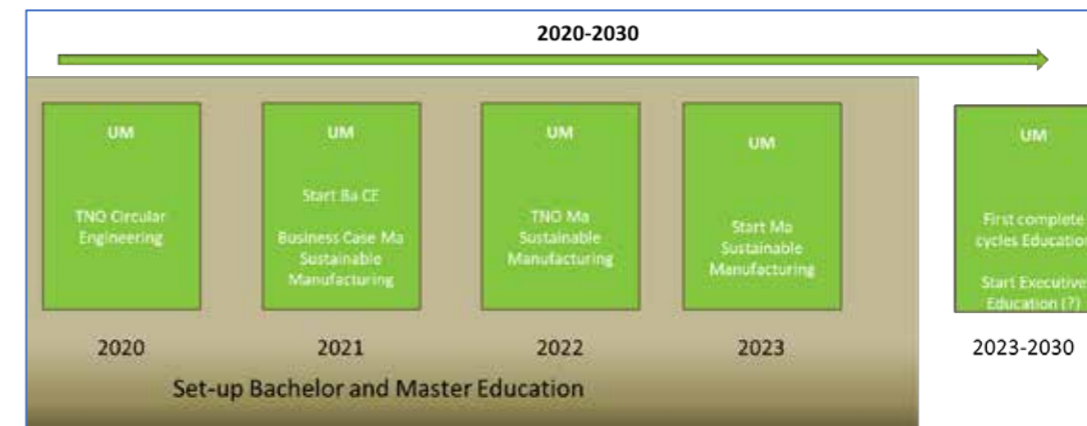 2020-2030
UM
TNO Circular
Engineering
2020
UM
Start Ba CE
Business Case Ma
Sustainable
Manufacturing
2021
UM
TNO Ma
Sustainable
Manufacturing
2022
UM
Start Ma
Sustainable
Manufacturing
2023
Set-up Bachelor and Master Education
UM
First complete
cycles Education
Start Executive
Education (?)
2023-2030